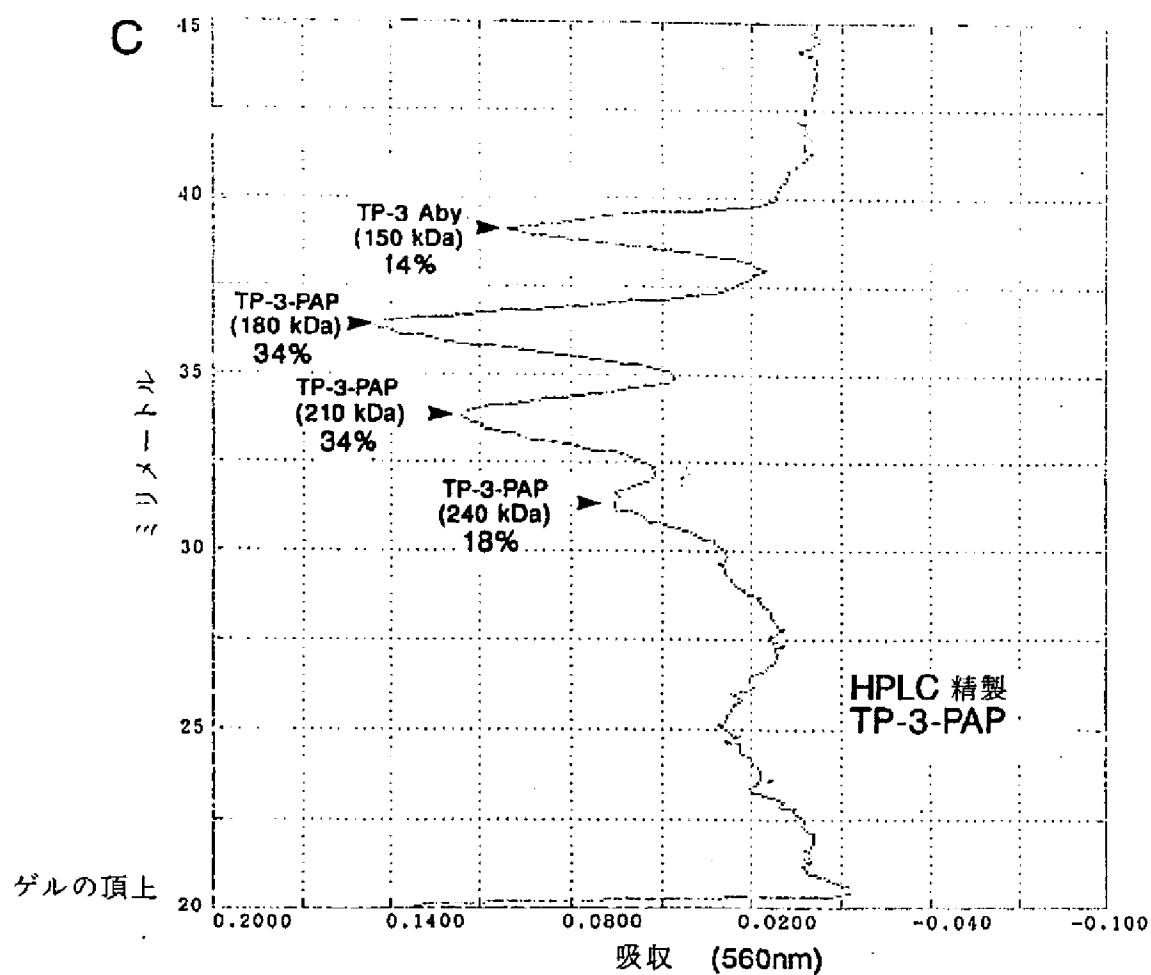 C
45
40
35
30
25
20
ミリメートル
ゲルの頂上
TP-3 Aby
(150 kDa)
14%
TP-3-PAP
(180 kDa)
34%
TP-3-PAP
(210 kDa)
34%
TP-3-PAP
(240 kDa)
18%
HPLC 精製
TP-3-PAP
0.2000 0.1400 0.0800 0.0200 -0.040 -0.100
吸収 (560nm)